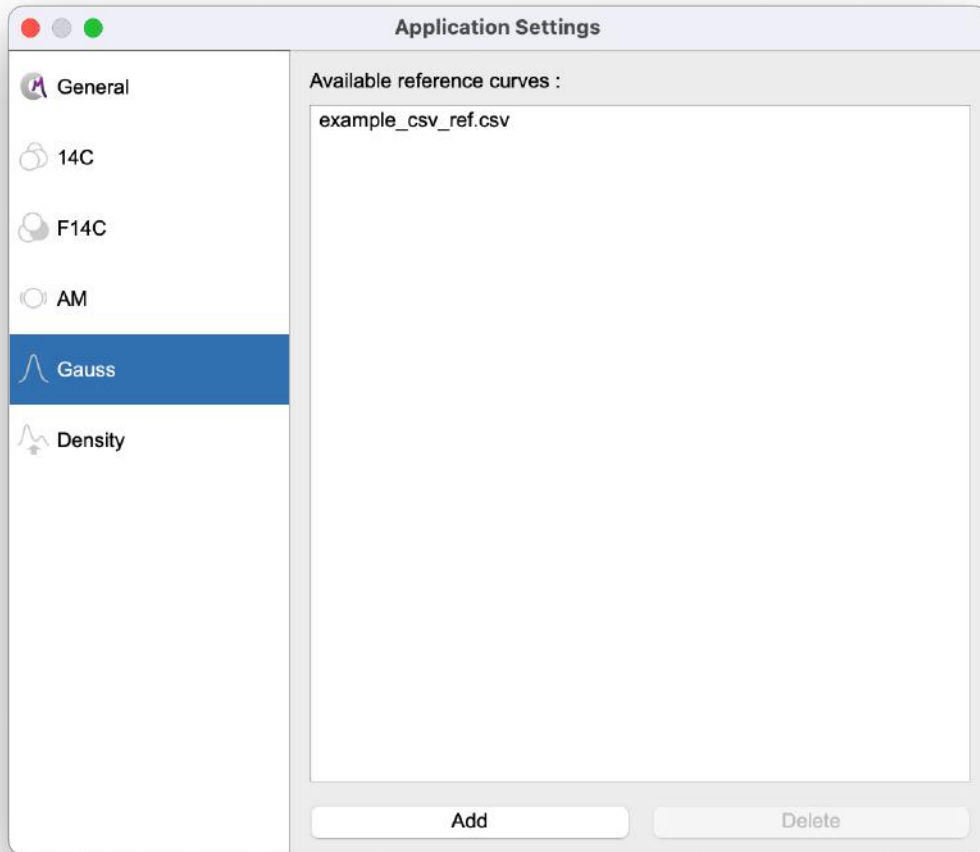 Application Settings
General
14C
F14C
AM
Gauss
Density
Available reference curves :
example_csv_ref.csv
Add
Delete